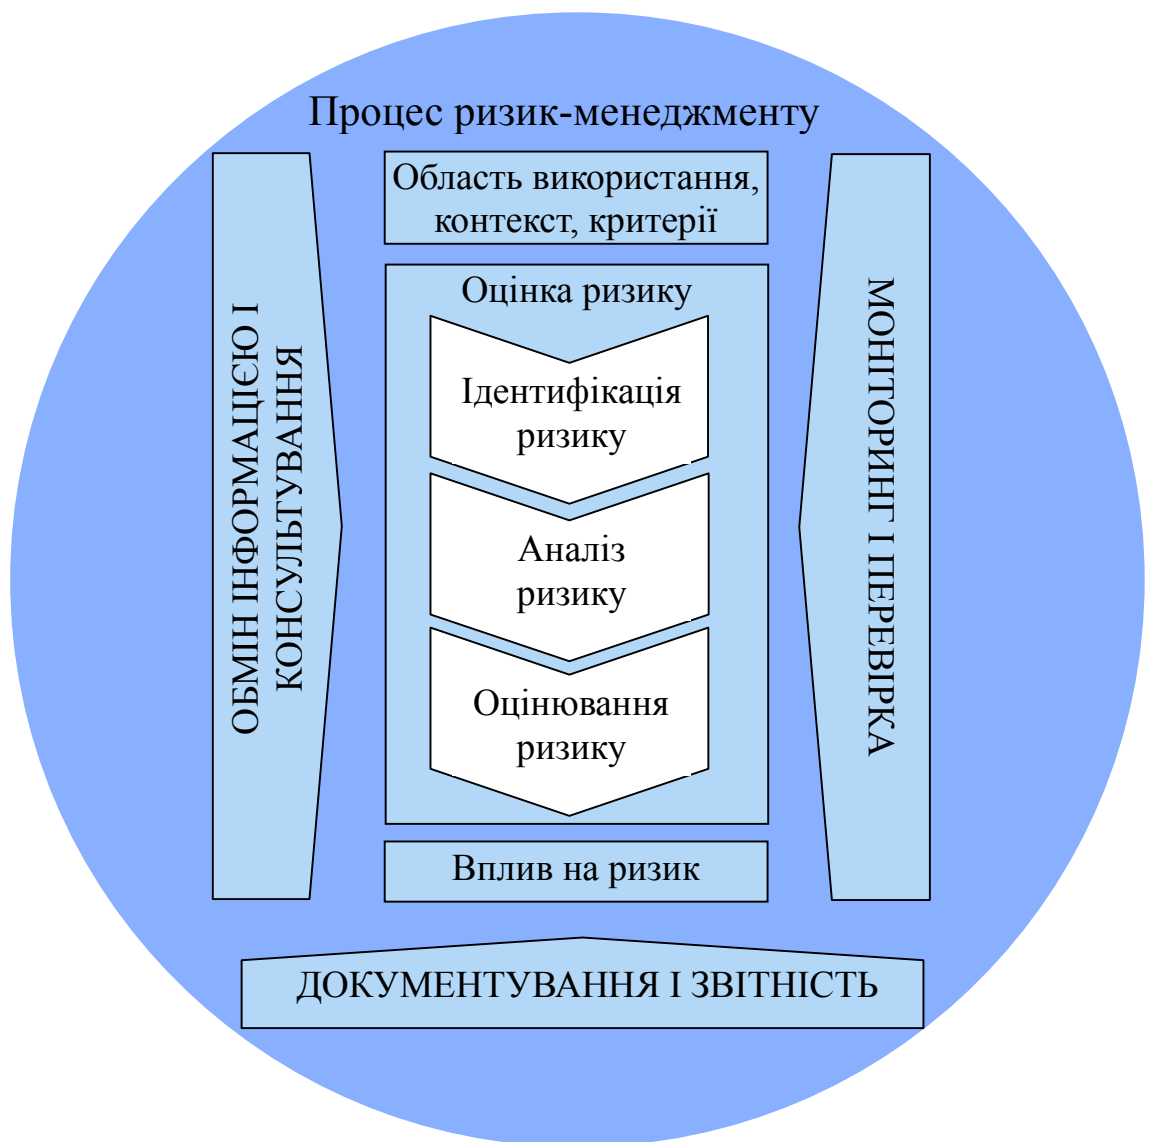 Процес ризик-менеджменту
Область використання,
контекст, критерії
Оцінка ризику
Ідентифікація
ризику
Аналіз
ризику
Оцінювання
ризику
Вплив на ризик
ОБМІН ІНФОРМАЦІЄЮ І
КОНСУЛЬТУВАННЯ
МОНІТОРИНГ І ПЕРЕВІРКА
ДОКУМЕНТУВАННЯ І ЗВІТНІСТЬ